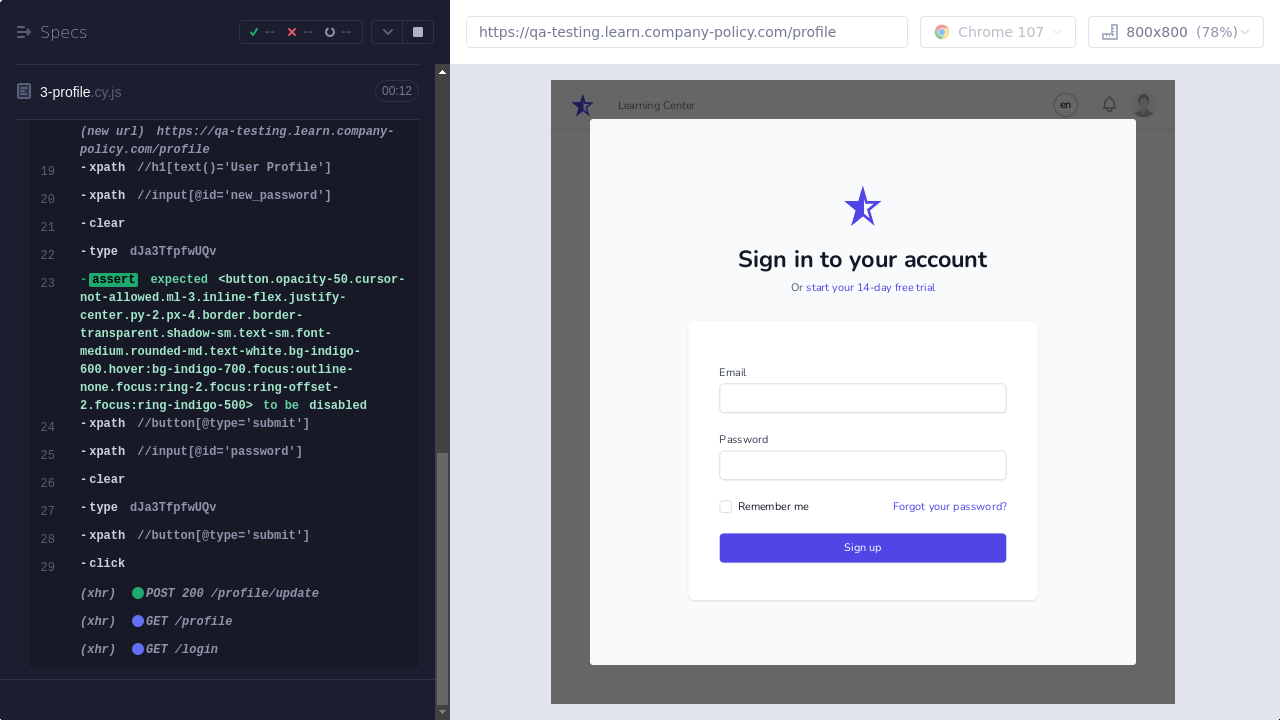 Specs
--
--
--
3-profile.cy.js
00:12
(new url) https://qa-testing.learn.company-
policy.com/profile
19 -xpath //h1[text()='User Profile']
20 -xpath //input[@id='new_password']
21 -clear
22 -type dJa3TfpfwUQv
23 -assert expected <button.opacity-50.cursor-
not-allowed.ml-3.inline-flex.justify-
center.py-2.px-4.border.border-
transparent.shadow-sm.text-sm.font-
medium.rounded-md.text-white.bg-indigo-
600.hover:bg-indigo-700.focus:outline-
none.focus:ring-2.focus:ring-offset-
2.focus:ring-indigo-500> to be disabled
24 -xpath //button[@type='submit']
25 -xpath //input[@id='password']
26 -clear
27 -type dJa3TfpfwUQv
28 -xpath //button[@type='submit']
29 -click
(xhr) POST 200 /profile/update
(xhr) GET /profile
(xhr) GET /login
https://qa-testing.learn.company-policy.com/profile
Chrome 107
800x800 (78%)
Learning Center
en
Sign in to your account
Or start your 14-day free trial
Email
Password
Remember me
Forgot your password?
Sign up